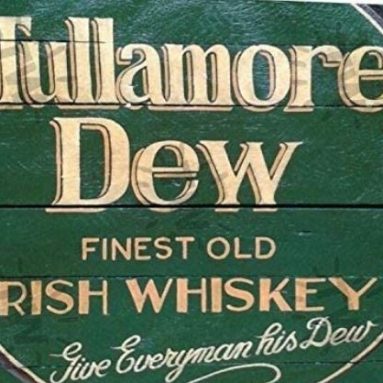 Tullamore
Dew
FINEST OLD
RISH WHISKEY
Give Everyman his Dew